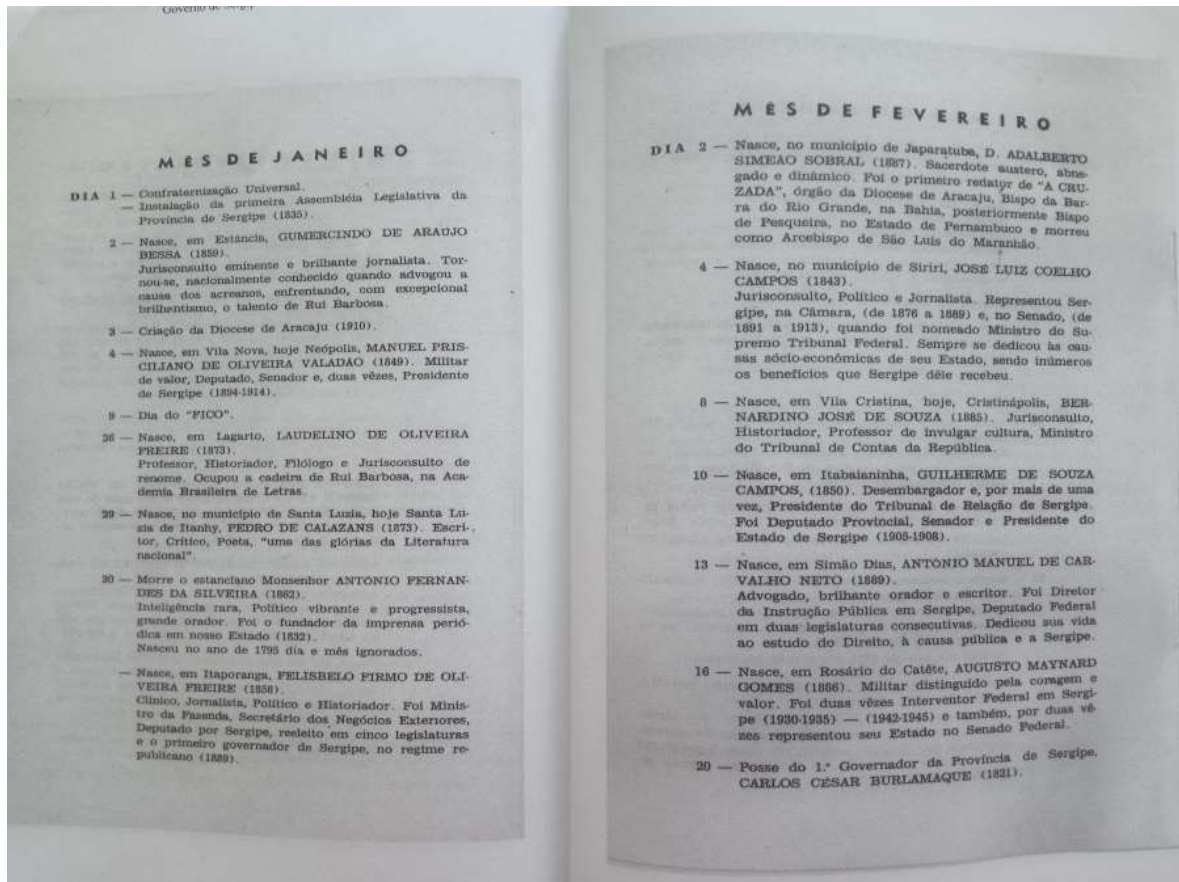 Governo de Sergip
MÊS DE JANEIRO
DIA 1 — Confraternização Universal.
— Instalação da primeira Assembléia Legislativa da
Província de Sergipe (1835).
2 — Nasce, em Estância, GUMERCINDO DE ARAUJO
BESSA (1859).
Jurisconsulto eminente e brilhante jornalista. Tor-
nou-se, nacionalmente conhecido quando advogou a
causa dos acreanos, enfrentando, com excepcional
brilhantismo, o talento de Rui Barbosa.
3 — Criação da Diocese de Aracaju (1910).
4 — Nasce, em Vila Nova, hoje Neópolis, MANUEL PRIS-
CILIANO DE OLIVEIRA VALADAO (1849). Militar
de valor, Deputado, Senador e, duas vêzes, Presidente
de Sergipe (1894-1914).
9 — Dia do "FICO".
26 — Nasce, em Lagarto, LAUDELINO DE OLIVEIRA
FREIRE (1873).
Professor, Historiador, Filólogo e Jurisconsulto de
renome. Ocupou a cadeira de Rui Barbosa, na Aca-
demia Brasileira de Letras.
29 — Nasce, no município de Santa Luzia, hoje Santa Lu-
zia de Itanhy, PEDRO DE CALAZANS (1873). Escri-
tor, Crítico, Poeta, "uma das glórias da Literatura
nacional".
30 — Morre o estanciano Monsenhor ANTÔNIO FERNAN-
DES DA SILVEIRA (1862).
Inteligência rara, Político vibrante e progressista,
grande orador. Foi o fundador da imprensa perió-
dica em nosso Estado (1832).
Nasceu no ano de 1795 dia e mês ignorados.
— Nasce, em Itaporanga, FELISBELO FIRMO DE OLI-
VEIRA FREIRE (1858).
Clínico, Jornalista, Político e Historiador. Foi Minis-
tro da Fazenda, Secretário dos Negócios Exteriores,
Deputado por Sergipe, reeleito em cinco legislaturas
e o primeiro governador de Sergipe, no regime re-
publicano (1889).
MÊS DE FEVEREIRO
DIA 2 — Nasce, no município de Japaratuba, D. ADALBERTO
SIMEAO SOBRAL (1887). Sacerdote austero, abne-
gado e dinâmico. Foi o primeiro redator de "A CRU-
ZADA", órgão da Diocese de Aracaju, Bispo da Bar-
ra do Rio Grande, na Bahia, posteriormente Bispo
de Pesqueira, no Estado de Pernambuco e morreu
como Arcebispo de São Luís do Maranhão.
4 — Nasce, no município de Siriri, JOSÉ LUIZ COELHO
CAMPOS (1843).
Jurisconsulto, Político e Jornalista. Representou Ser-
gipe, na Câmara, (de 1876 a 1889) e, no Senado, (de
1891 a 1913), quando foi nomeado Ministro do Su-
premo Tribunal Federal. Sempre se dedicou às cau-
sas sócio-econômicas de seu Estado, sendo inúmeros
os benefícios que Sergipe dêle recebeu.
8 — Nasce, em Vila Cristina, hoje, Cristinápolis, BER-
NARDINO JOSÉ DE SOUZA (1885). Jurisconsulto,
Historiador, Professor de invulgar cultura, Ministro
do Tribunal de Contas da República.
10 — Nasce, em Itabaianinha, GUILHERME DE SOUZA
CAMPOS, (1850). Desembargador e, por mais de uma
vez, Presidente do Tribunal de Relação de Sergipe.
Foi Deputado Provincial, Senador e Presidente do
Estado de Sergipe (1905-1908).
13 — Nasce, em Simão Dias, ANTÔNIO MANUEL DE CAR-
VALHO NETO (1889).
Advogado, brilhante orador e escritor. Foi Diretor
da Instrução Pública em Sergipe, Deputado Federal
em duas legislaturas consecutivas. Dedicou sua vida
ao estudo do Direito, à causa pública e a Sergipe.
16 — Nasce, em Rosário do Catête, AUGUSTO MAYNARD
GOMES (1886). Militar distinguido pela coragem e
valor. Foi duas vêzes Interventor Federal em Sergi-
pe (1930-1935) — (1942-1945) e também, por duas vê-
zes representou seu Estado no Senado Federal.
20 — Posse do 1.º Governador da Província de Sergipe,
CARLOS CÉSAR BURLAMAQUE (1821).